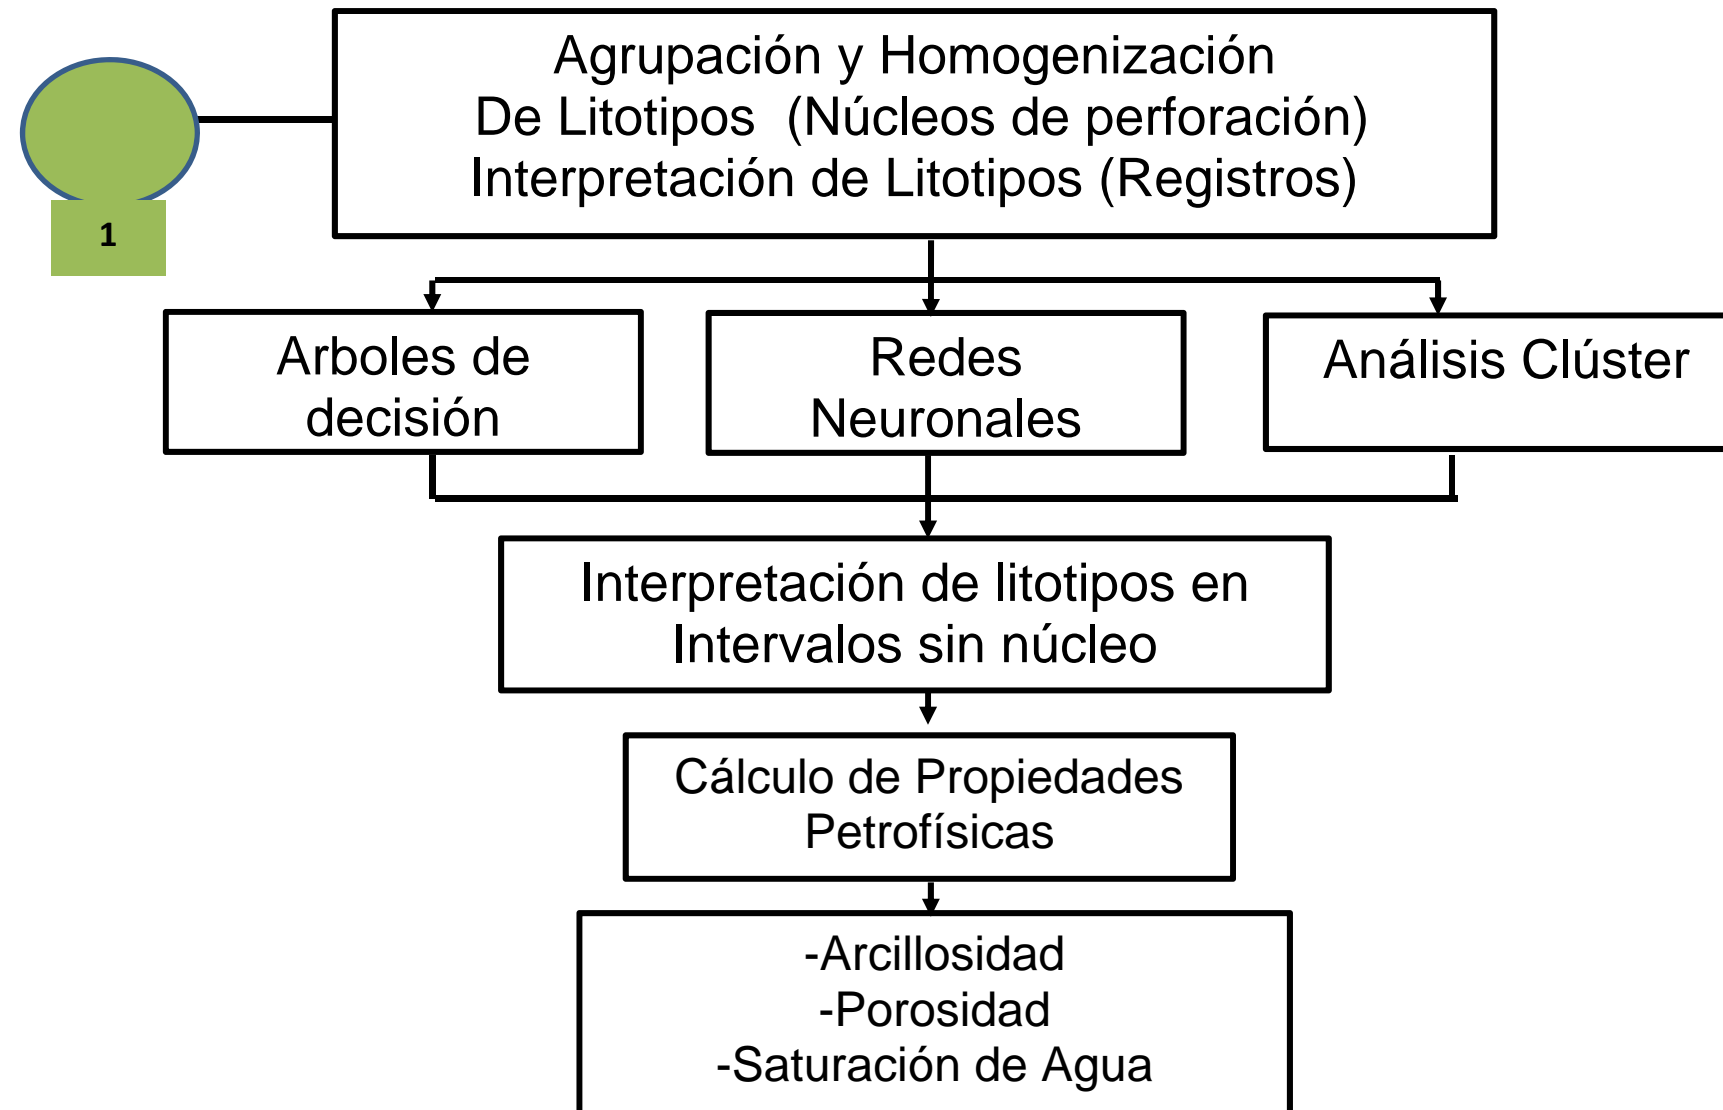 Agrupación y Homogenización
De Litotipos (Núcleos de perforación)
Interpretación de Litotipos (Registros)
1
Arboles de
decisión
Redes
Neuronales
Análisis Clúster
Interpretación de litotipos en
Intervalos sin núcleo
Cálculo de Propiedades
Petrofísicas
-Arcillosidad
-Porosidad
-Saturación de Agua